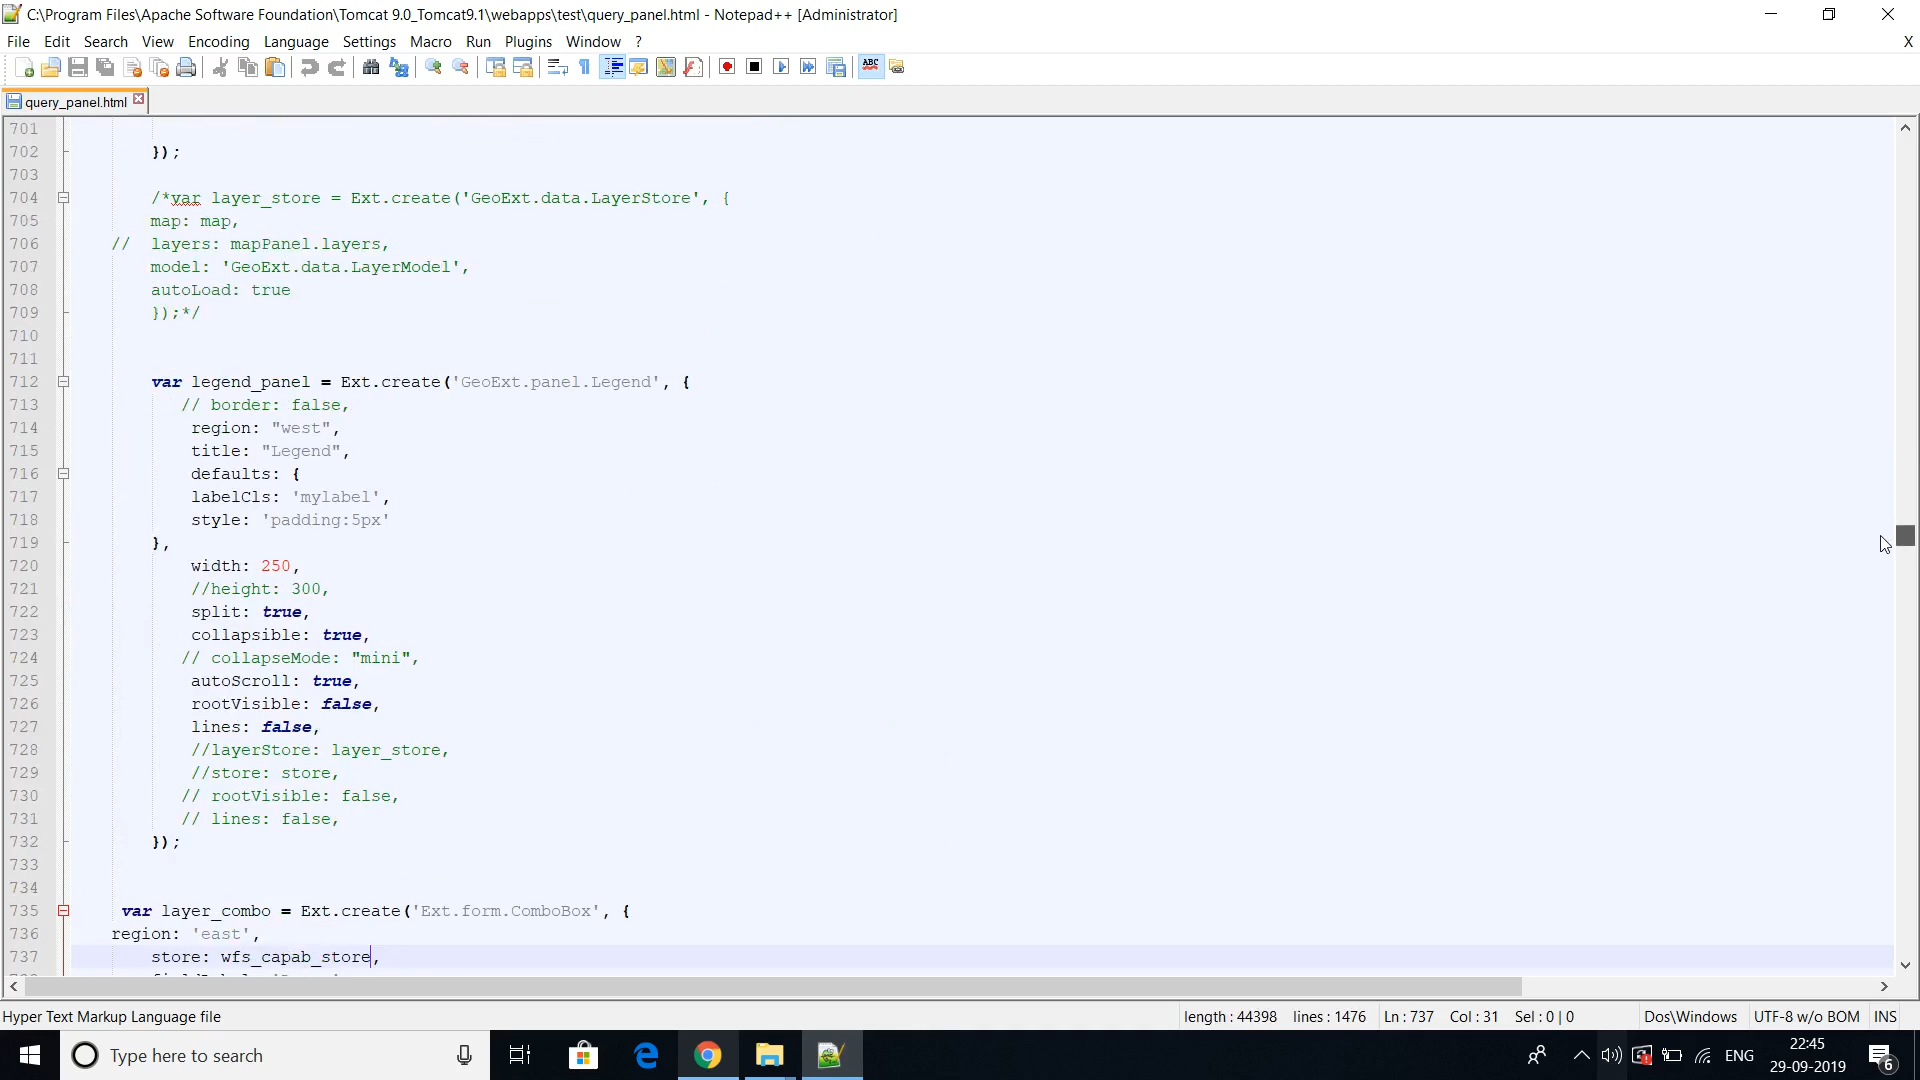 C:\Program Files\Apache Software Foundation\Tomcat 9.0_Tomcat9.1\webapps\test\query_panel.html - Notepad++ [Administrator]
File Edit Search View Encoding Language Settings Macro Run Plugins Window ? X
ABC
query_panel.html
701
702 });
703
704 /*var layer_store = Ext.create('GeoExt.data.LayerStore', {
705 map: map,
706 // layers: mapPanel.layers,
707 model: 'GeoExt.data.LayerModel',
708 autoLoad: true
709 });*/
710
711
712 var legend_panel = Ext.create('GeoExt.panel.Legend', {
713 // border: false,
714 region: "west",
715 title: "Legend",
716 defaults: {
717 labelCls: 'mylabel',
718 style: 'padding:5px'
719 },
720 width: 250,
721 //height: 300,
722 split: true,
723 collapsible: true,
724 // collapseMode: "mini",
725 autoScroll: true,
726 rootVisible: false,
727 lines: false,
728 //layerStore: layer_store,
729 //store: store,
730 // rootVisible: false,
731 // lines: false,
732 });
733
734
735 var layer_combo = Ext.create('Ext.form.ComboBox', {
736 region: 'east',
737 store: wfs_capab_store,
Hyper Text Markup Language file length : 44398 lines : 1476 Ln : 737 Col : 31 Sel : 0 | 0 Dos\Windows UTF-8 w/o BOM INS
Type here to search ENG 22:45
29-09-2019 6